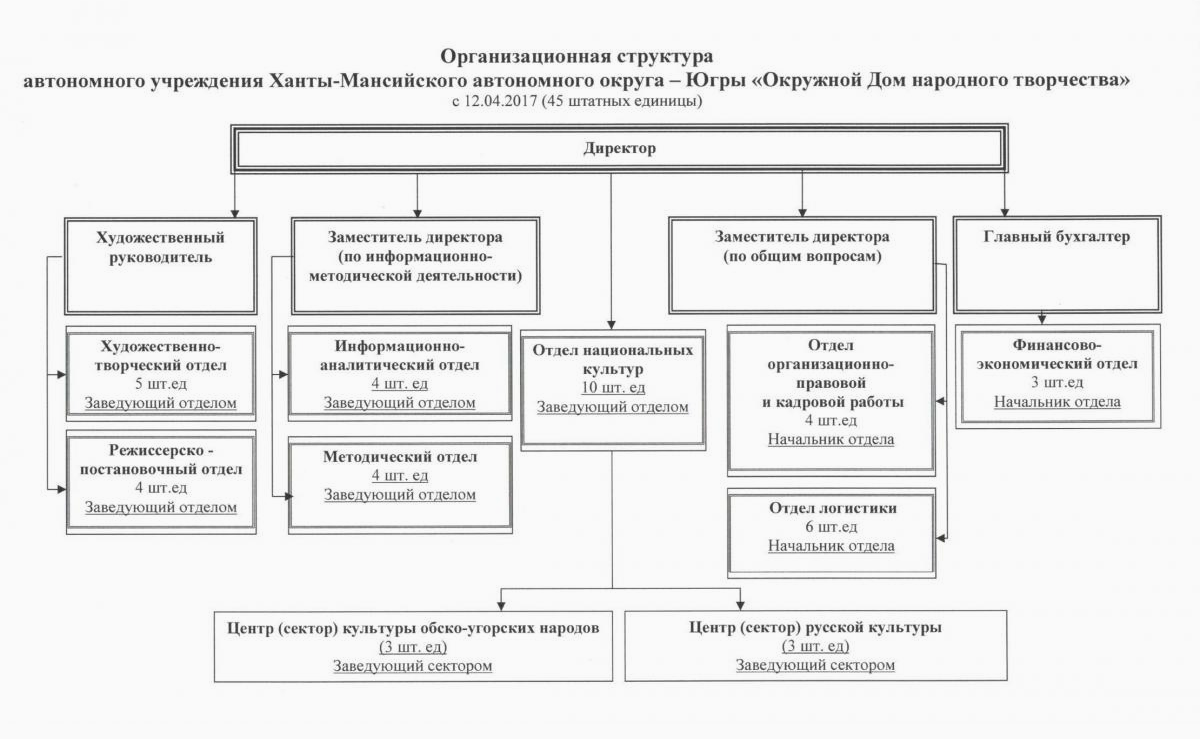 Организационная структура
автономного учреждения Ханты-Мансийского автономного округа – Югры «Окружной Дом народного творчества»
с 12.04.2017 (45 штатных единицы)
Директор
Художественный
руководитель
Заместитель директора
(по информационно-
методической деятельности)
Заместитель директора
(по общим вопросам)
Главный бухгалтер
Художественно-
творческий отдел
5 шт.ед
Заведующий отделом
Информационно-
аналитический отдел
4 шт. ед
Заведующий отделом
Отдел национальных
культур
10 шт. ед
Заведующий отделом
Отдел
организационно-
правовой
и кадровой работы
4 шт.ед
Начальник отдела
Финансово-
экономический отдел
3 шт.ед
Начальник отдела
Режиссерско -
постановочный отдел
4 шт.ед
Заведующий отделом
Методический отдел
4 шт. ед
Заведующий отделом
Отдел логистики
6 шт.ед
Начальник отдела
Центр (сектор) культуры обско-угорских народов
(3 шт. ед)
Заведующий сектором
Центр (сектор) русской культуры
(3 шт. ед)
Заведующий сектором